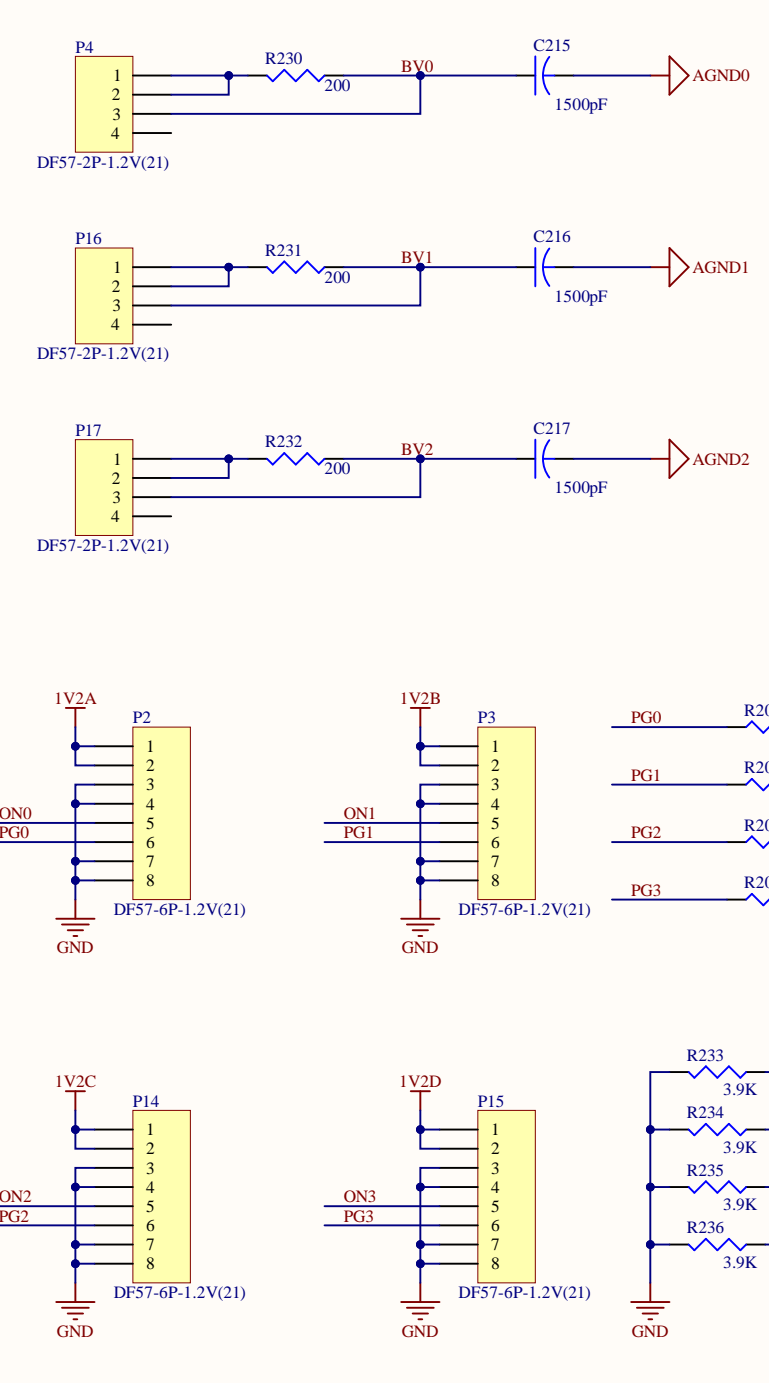 P4
R230
BV0
C215
1
2
3
4
200
1500pF
AGND0
DF57-2P-1.2V(21)
P16
R231
BV1
C216
1
2
3
4
200
1500pF
AGND1
DF57-2P-1.2V(21)
P17
R232
BV2
C217
1
2
3
4
200
1500pF
AGND2
DF57-2P-1.2V(21)
1V2A
P2
1
2
3
4
5
6
7
8
ON0
PG0
DF57-6P-1.2V(21)
GND
1V2B
P3
1
2
3
4
5
6
7
8
ON1
PG1
DF57-6P-1.2V(21)
GND
PG0
PG1
PG2
PG3
1V2C
P14
1
2
3
4
5
6
7
8
ON2
PG2
DF57-6P-1.2V(21)
GND
1V2D
P15
1
2
3
4
5
6
7
8
ON3
PG3
DF57-6P-1.2V(21)
GND
R233
3.9K
R234
3.9K
R235
3.9K
R236
3.9K
GND